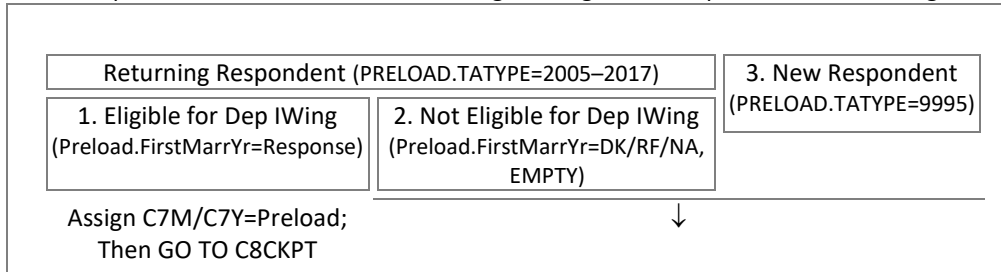 Returning Respondent (PRELOAD.TATYPE=2005–2017)
3. New Respondent
(PRELOAD.TATYPE=9995)
1. Eligible for Dep IWing
(Preload.FirstMarrYr=Response)
2. Not Eligible for Dep IWing
(Preload.FirstMarrYr=DK/RF/NA,
EMPTY)
Assign C7M/C7Y=Preload;
Then GO TO C8CKPT
↓